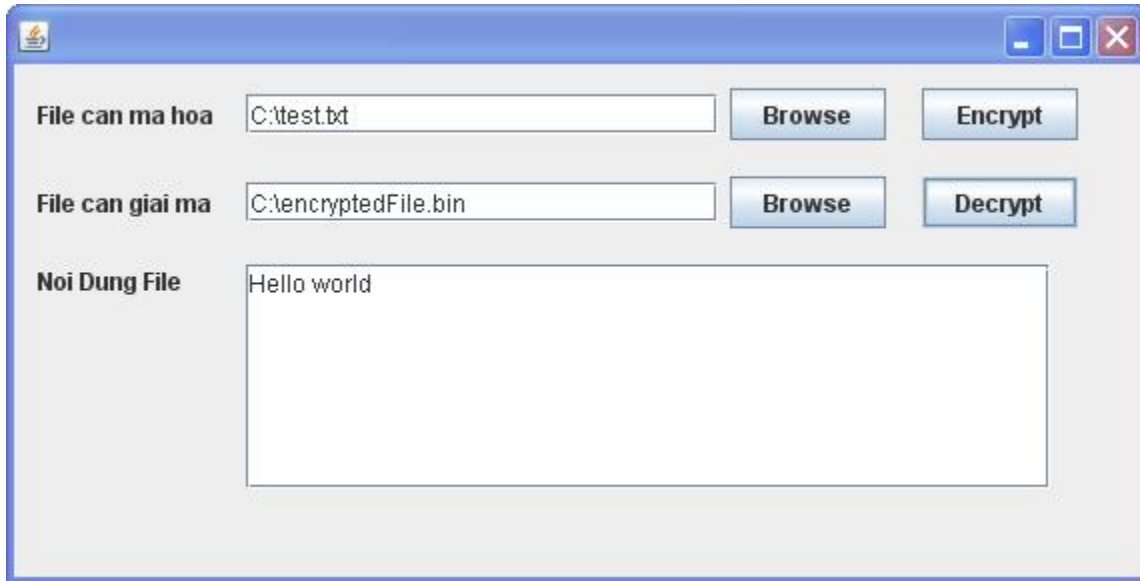 File can ma hoa C:\test.txt Browse Encrypt
File can giai ma C:\encryptedFile.bin Browse Decrypt
Noi Dung File Hello world